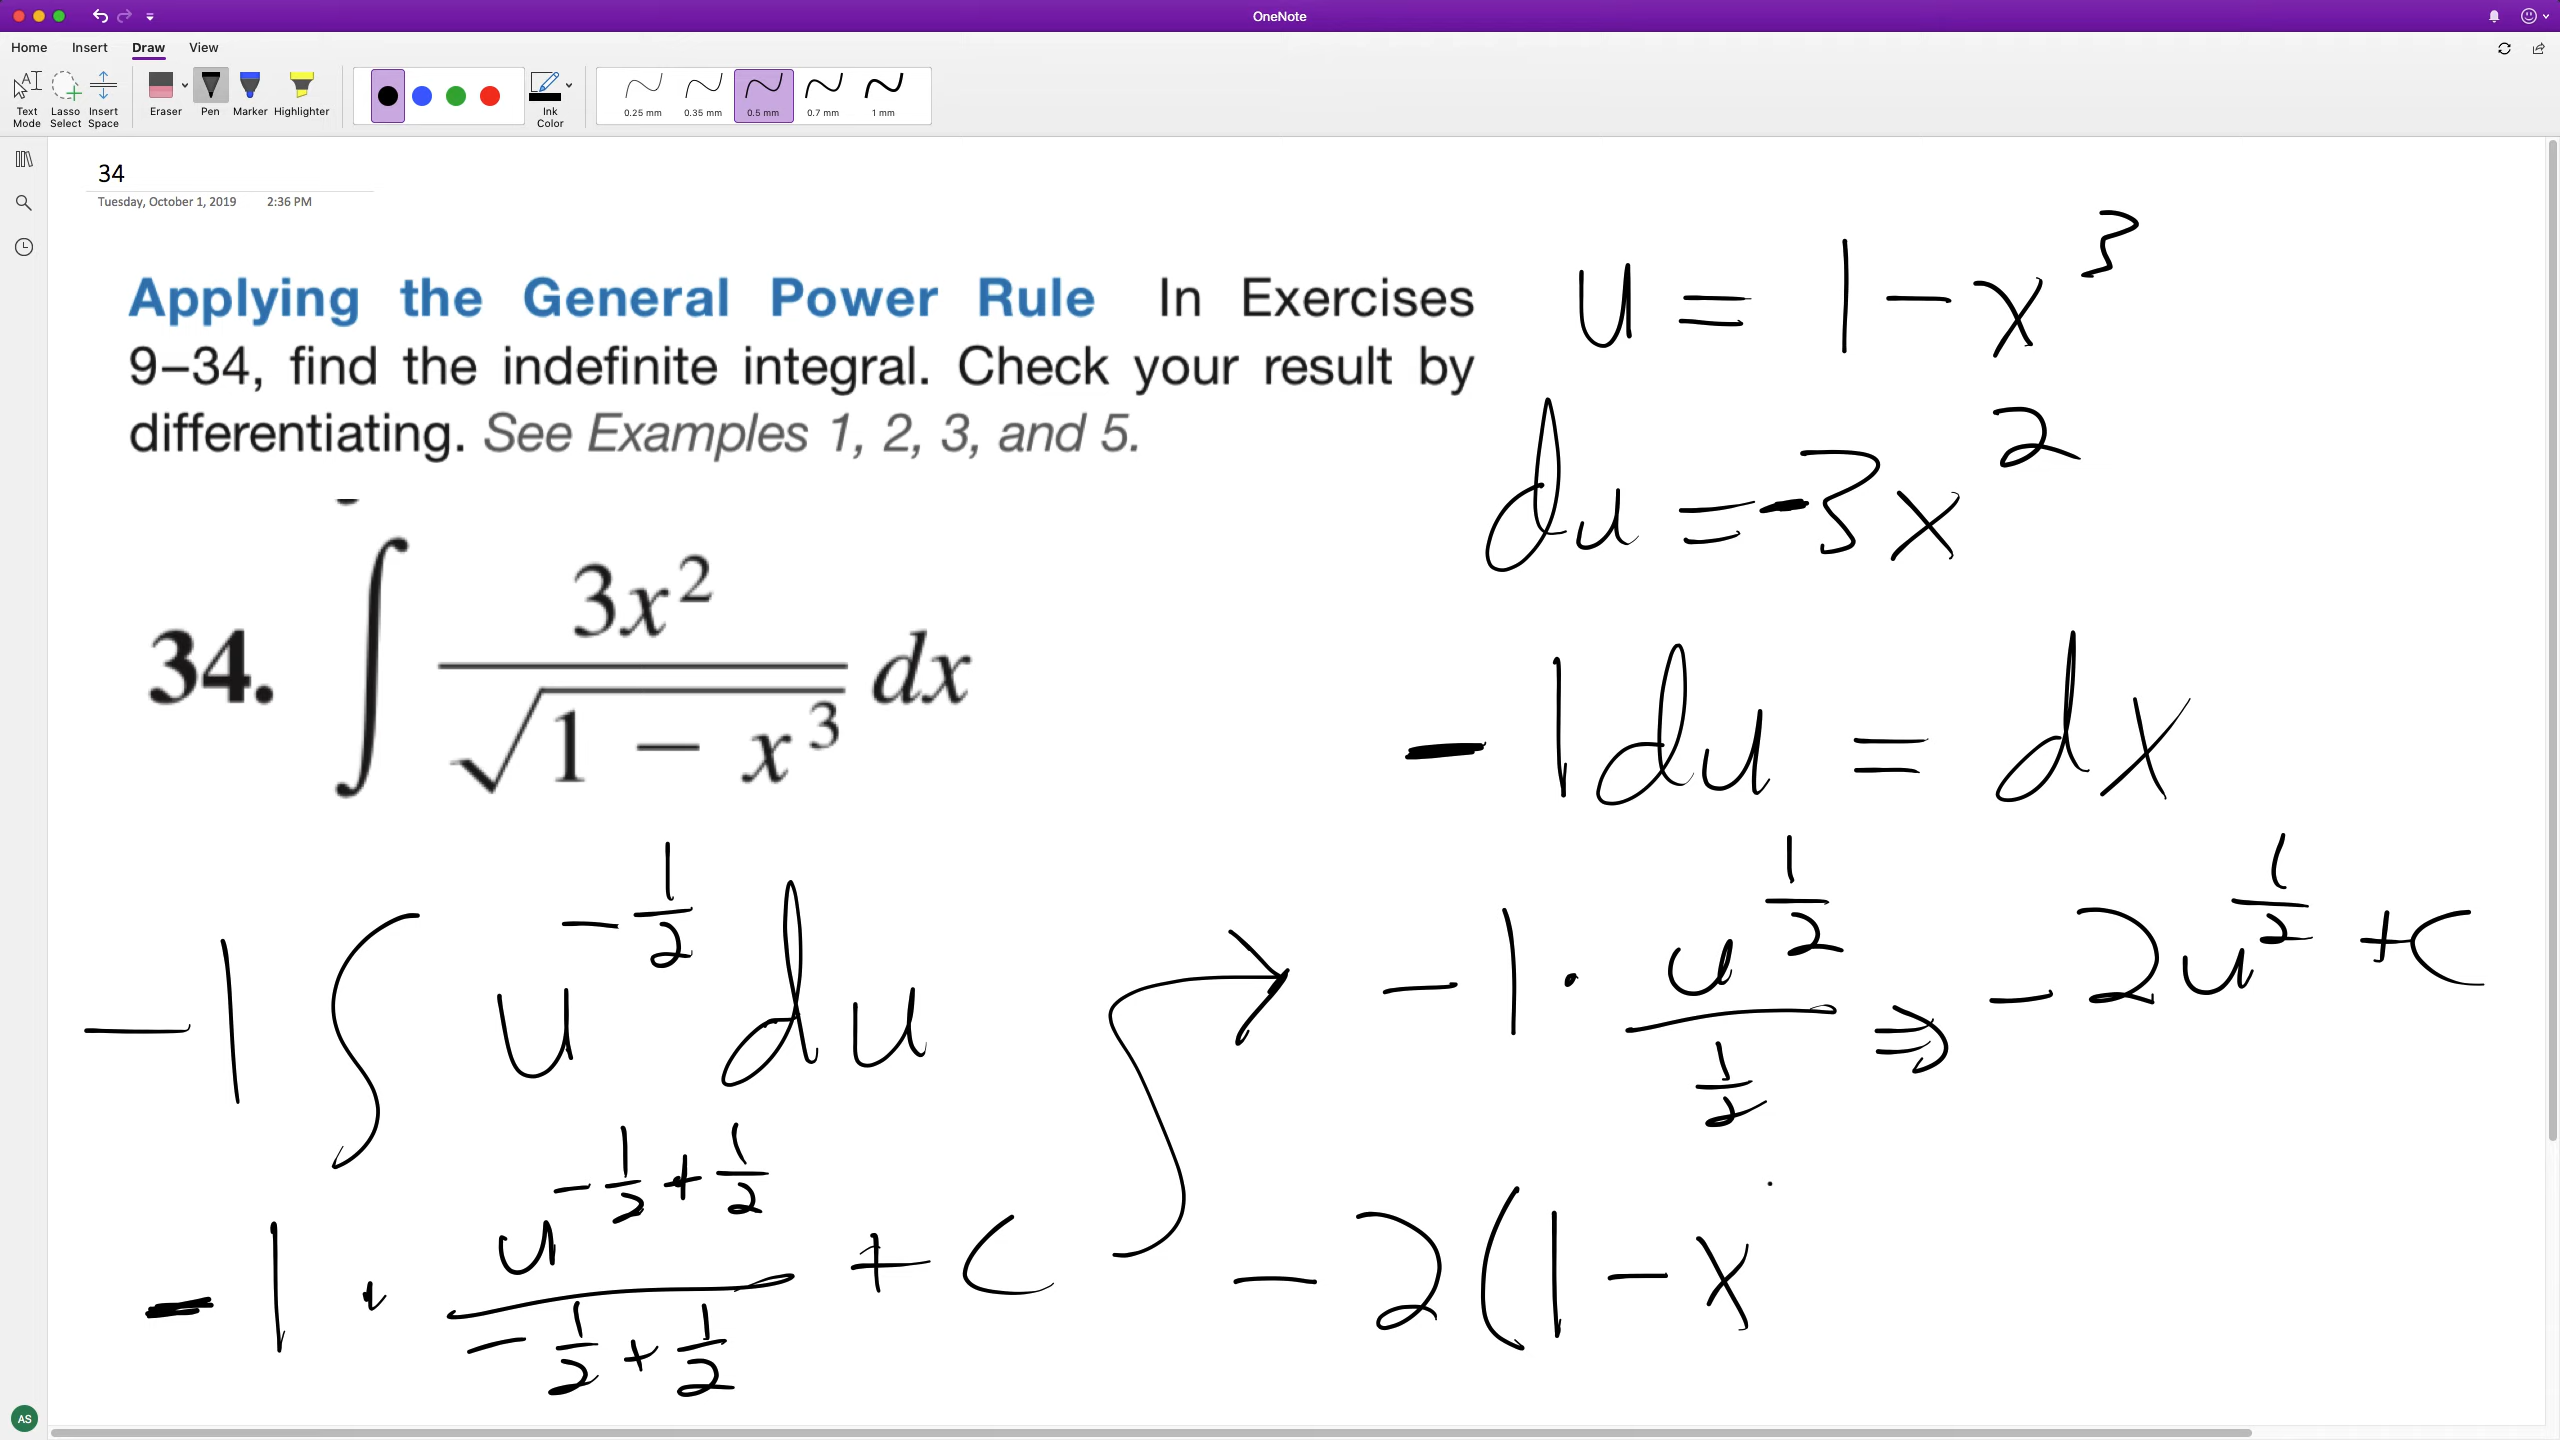 OneNote
Home Insert Draw View
Text Mode Lasso Select Insert Space Eraser Pen Marker Highlighter Ink Color 0.25 mm 0.35 mm 0.5 mm 0.7 mm 1 mm
34
Tuesday, October 1, 2019 2:36 PM
Applying the General Power Rule In Exercises
9–34, find the indefinite integral. Check your result by
differentiating. See Examples 1, 2, 3, and 5.
34. ∫ 3x² / √(1 − x³) dx
u = 1 − x³
du = −3x²
−1 du = dx
−1 ∫ u^(−1/2) du
−1 · u^(−1/2 + 1/2) / (−1/2 + 1/2) + C
−1 · u^(1/2) / (1/2) ⇒ −2u^(1/2) + C
−2(1 − x
AS